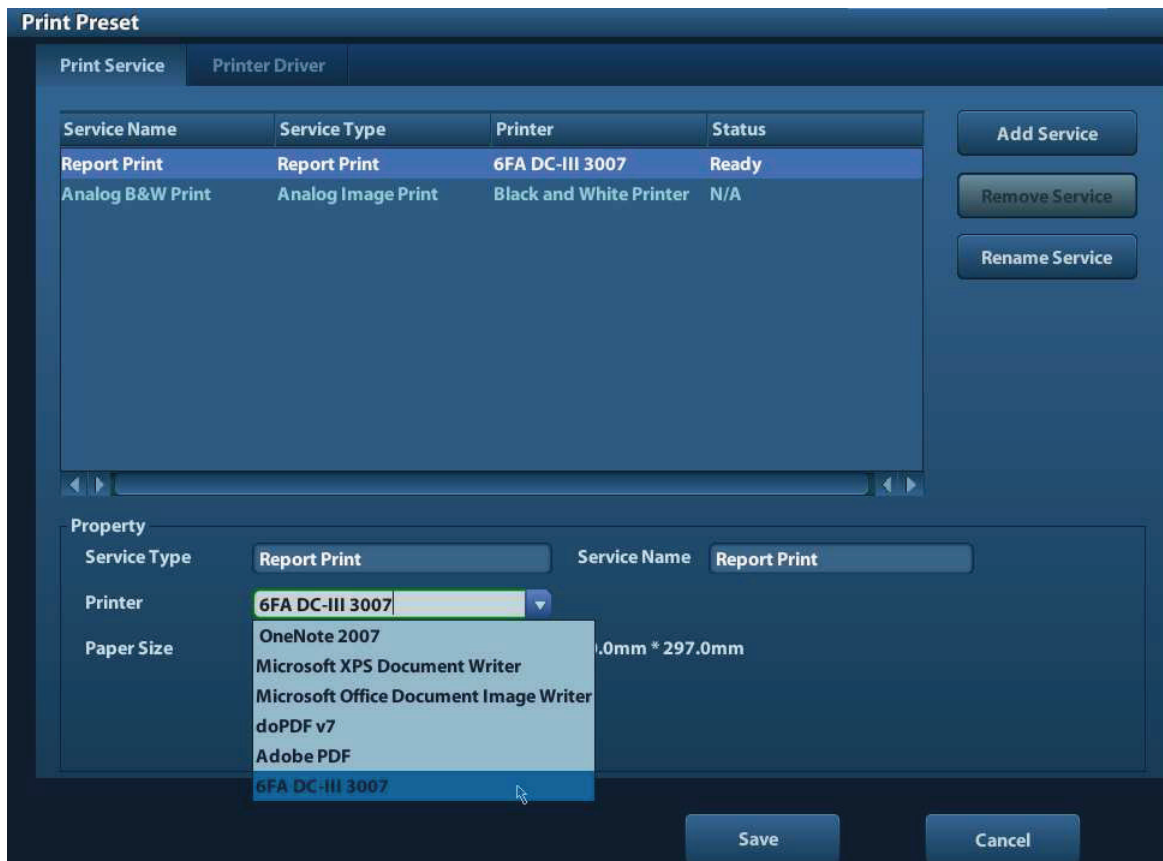 Print Preset
Print Service Printer Driver
Service Name Service Type Printer Status
Report Print Report Print 6FA DC-III 3007 Ready
Analog B&W Print Analog Image Print Black and White Printer N/A
Add Service
Remove Service
Rename Service
Property
Service Type Report Print Service Name Report Print
Printer 6FA DC-III 3007
Paper Size .0mm * 297.0mm
OneNote 2007
Microsoft XPS Document Writer
Microsoft Office Document Image Writer
doPDF v7
Adobe PDF
6FA DC-III 3007
Save Cancel